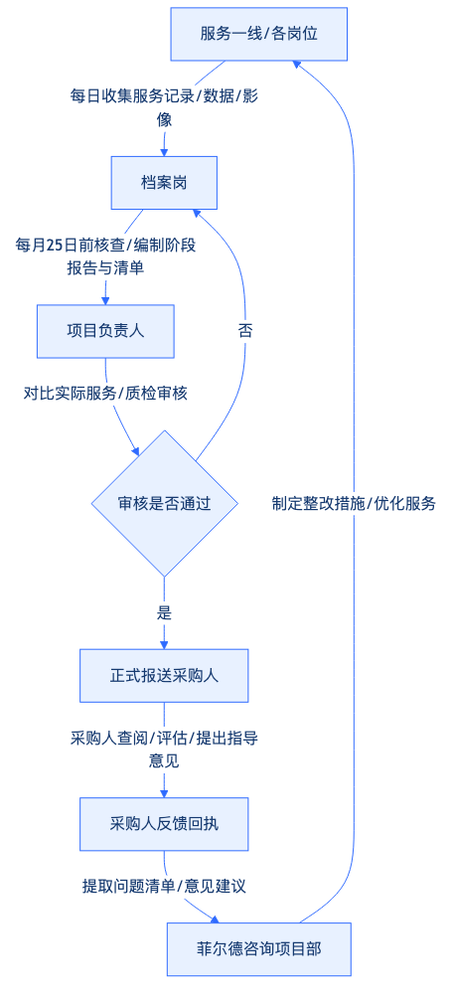 服务一线/各岗位
每日收集服务记录/数据/影
像
档案岗
每月25日前核查/编制阶段
报告与清单
项目负责人
否
对比实际服务/质检审核
审核是否通过
制定整改措施/优化服务
是
正式报送采购人
采购人查阅/评估/提出指导
意见
采购人反馈回执
提取问题清单/意见建议
菲尔德咨询项目部